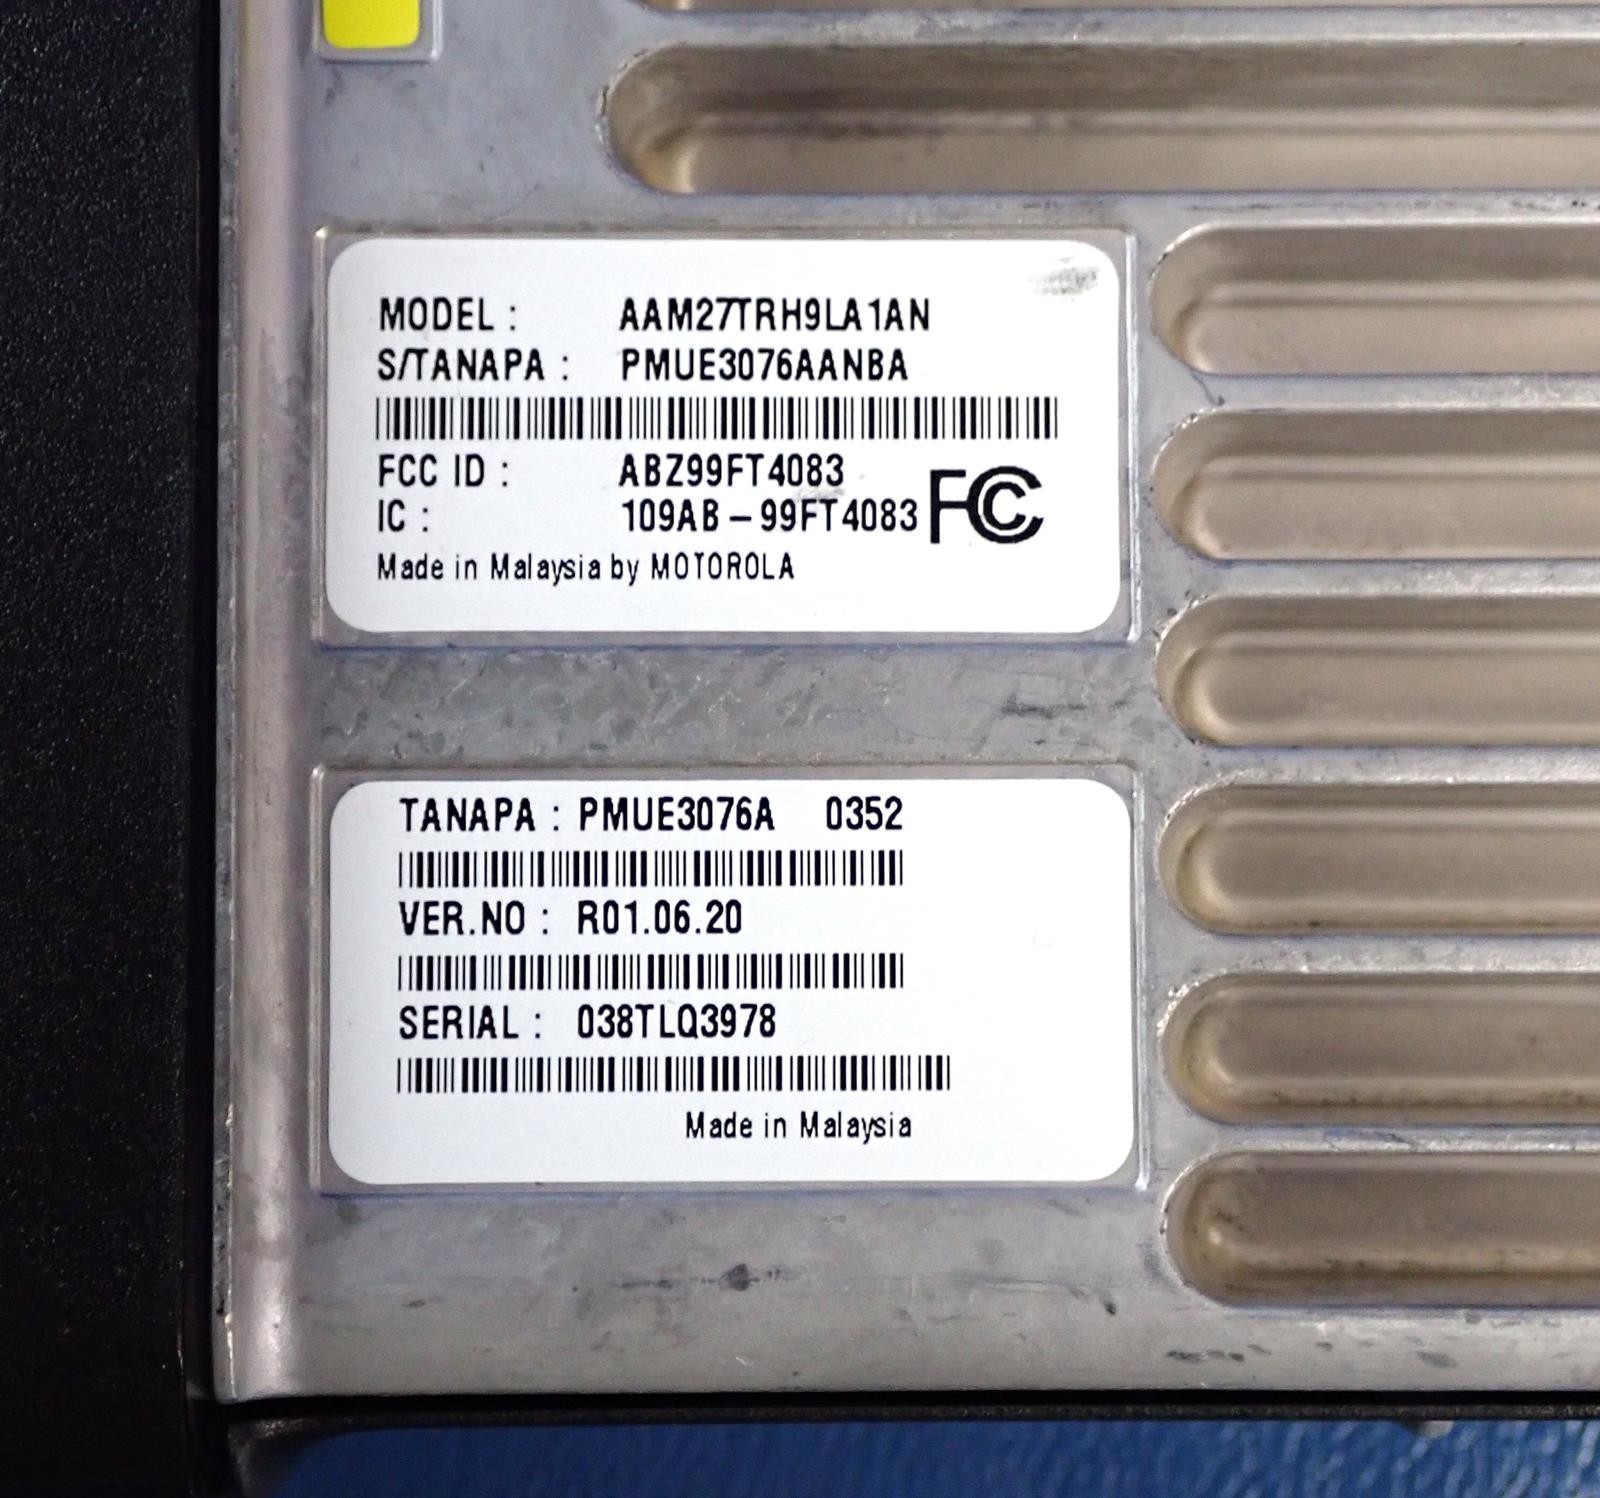 MODEL : AAM27TRH9LA1AN
S/TANAPA : PMUE3076AANBA
FCC ID : ABZ99FT4083
IC : 109AB – 99FT4083 FC
Made in Malaysia by MOTOROLA
TANAPA : PMUE3076A 0352
VER.NO : R01.06.20
SERIAL : 038TLQ3978
Made in Malaysia